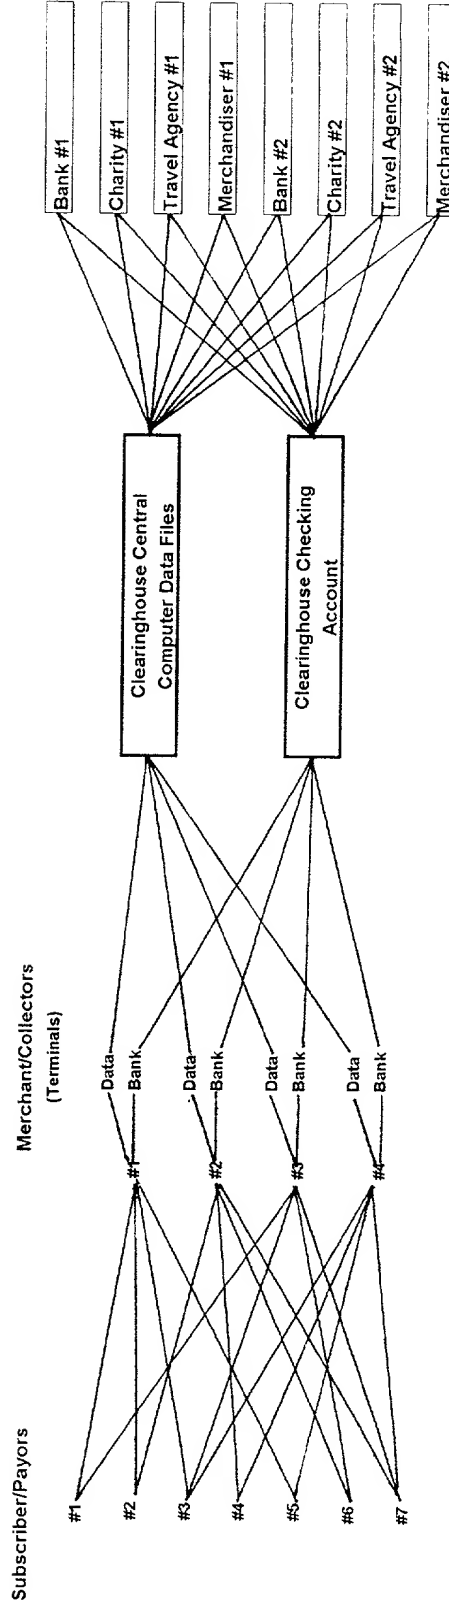 Subscriber/Payors
#1
#2
#3
#4
#5
#6
#7
Merchant/Collectors
(Terminals)
#1
#2
#3
#4
Data
Bank
Data
Bank
Data
Bank
Data
Bank
Clearinghouse Central
Computer Data Files
Clearinghouse Checking
Account
Bank #1
Charity #1
Travel Agency #1
Merchandiser #1
Bank #2
Charity #2
Travel Agency #2
Merchandiser #2